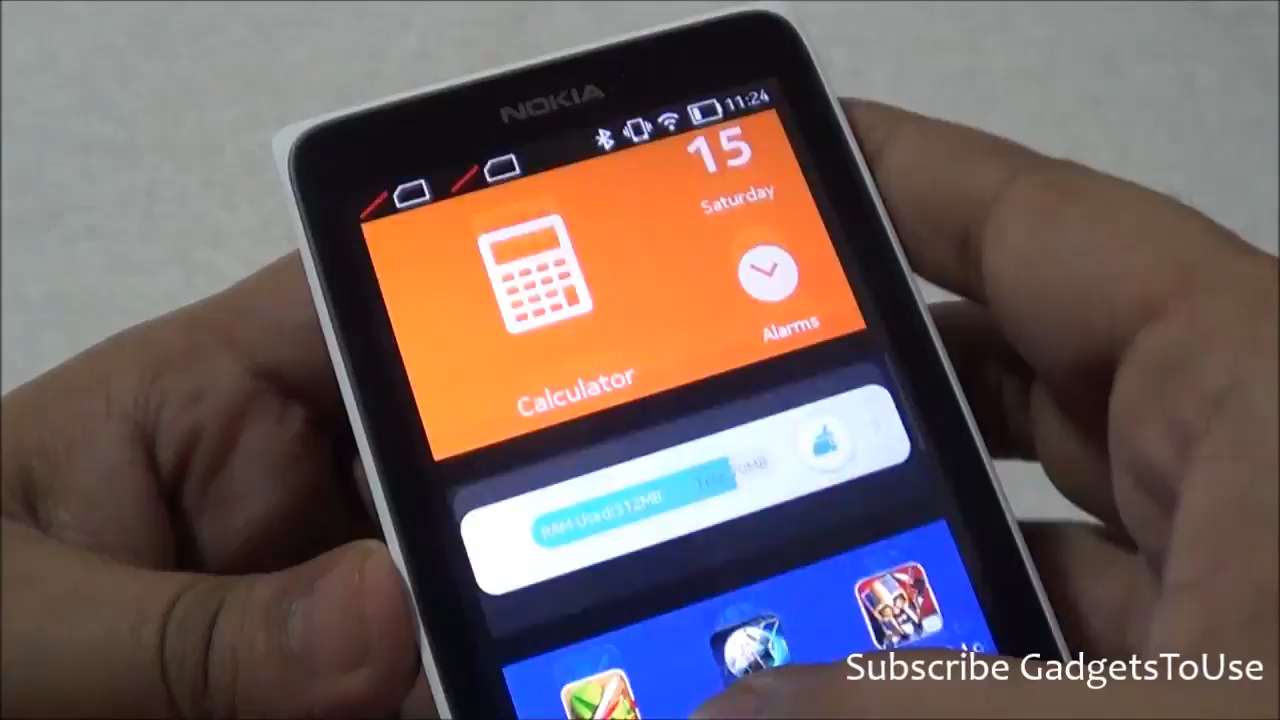 NOKIA
11:24
15
Saturday
Alarms
Calculator
RAM Used:312MB
Subscribe GadgetsToUse